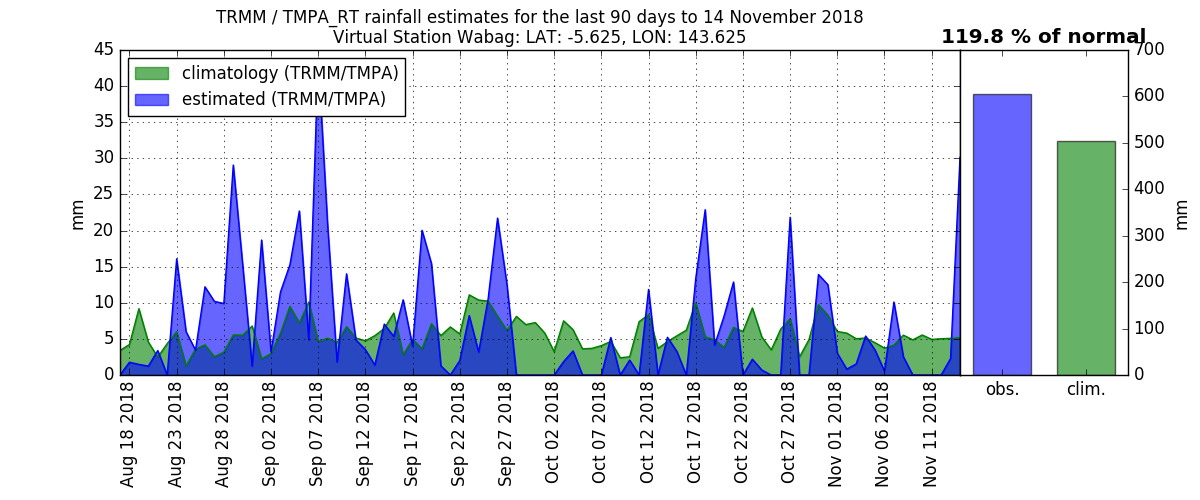 TRMM / TMPA_RT rainfall estimates for the last 90 days to 14 November 2018
Virtual Station Wabag: LAT: -5.625, LON: 143.625
119.8 % of normal
climatology (TRMM/TMPA)
estimated (TRMM/TMPA)
45
40
35
30
25
20
15
10
5
0
mm
Aug 18 2018
Aug 23 2018
Aug 28 2018
Sep 02 2018
Sep 07 2018
Sep 12 2018
Sep 17 2018
Sep 22 2018
Sep 27 2018
Oct 02 2018
Oct 07 2018
Oct 12 2018
Oct 17 2018
Oct 22 2018
Oct 27 2018
Nov 01 2018
Nov 06 2018
Nov 11 2018
700
600
500
400
300
200
100
0
mm
obs.
clim.